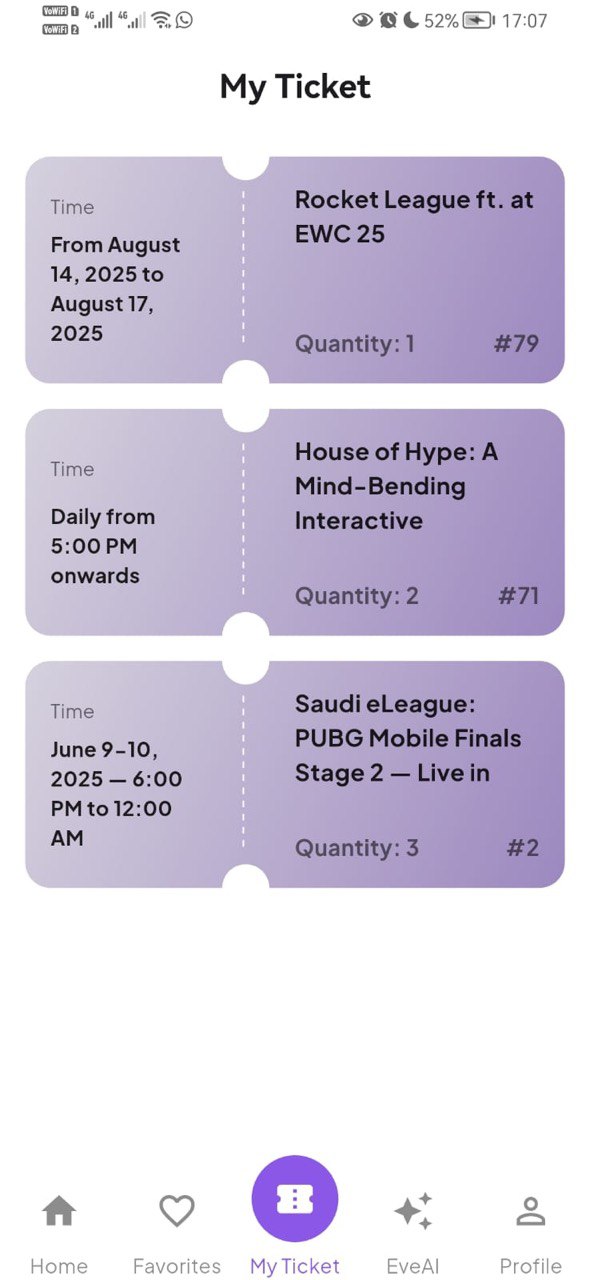 VoWiFi 1
VoWiFi 2
4G
4G
52%
17:07
My Ticket
Time
From August
14, 2025 to
August 17,
2025
Rocket League ft. at
EWC 25
Quantity: 1
#79
Time
Daily from
5:00 PM
onwards
House of Hype: A
Mind-Bending
Interactive
Quantity: 2
#71
Time
June 9–10,
2025 — 6:00
PM to 12:00
AM
Saudi eLeague:
PUBG Mobile Finals
Stage 2 — Live in
Quantity: 3
#2
Home
Favorites
My Ticket
EveAI
Profile